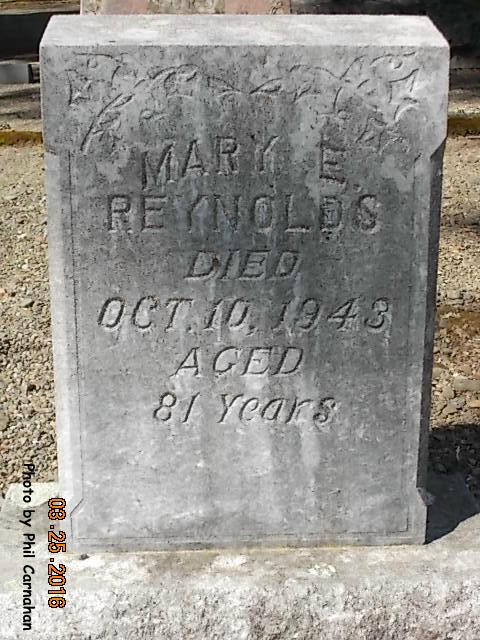 MARY E.
REYNOLDS
DIED
OCT. 10, 1943
AGED
81 Years
Photo by Phil Carnahan
03.25.2016